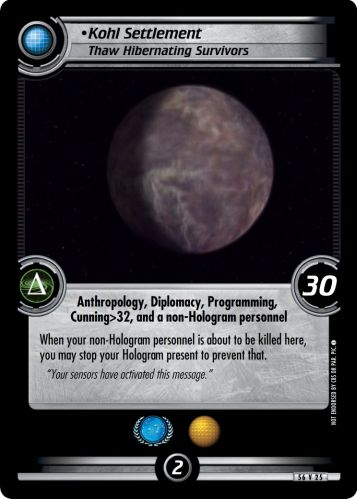 •Kohl Settlement
Thaw Hibernating Survivors
Δ
30
Anthropology, Diplomacy, Programming,
Cunning>32, and a non-Hologram personnel
When your non-Hologram personnel is about to be killed here,
you may stop your Hologram present to prevent that.
"Your sensors have activated this message."
NOT ENDORSED BY CBS OR PAR. PIC.
2
56 V 25